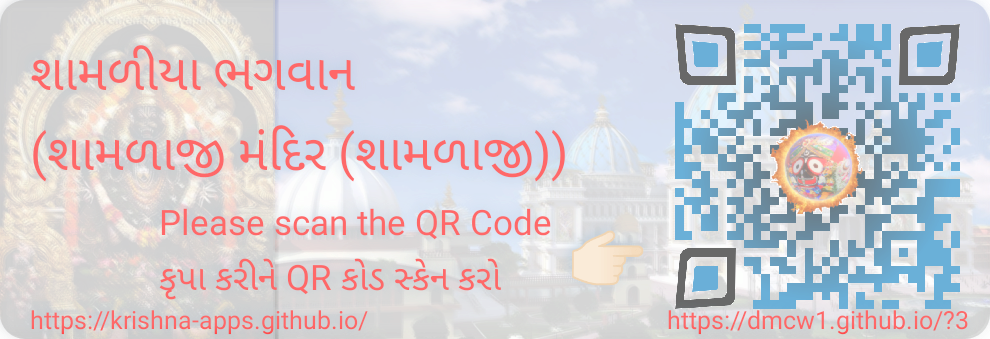 શામળીયા ભગવાન
(શામળાજી મંદિર (શામળાજી))
Please scan the QR Code
કૃપા કરીને QR કોડ સ્કેન કરો
https://krishna-apps.github.io/
https://dmcw1.github.io/?3